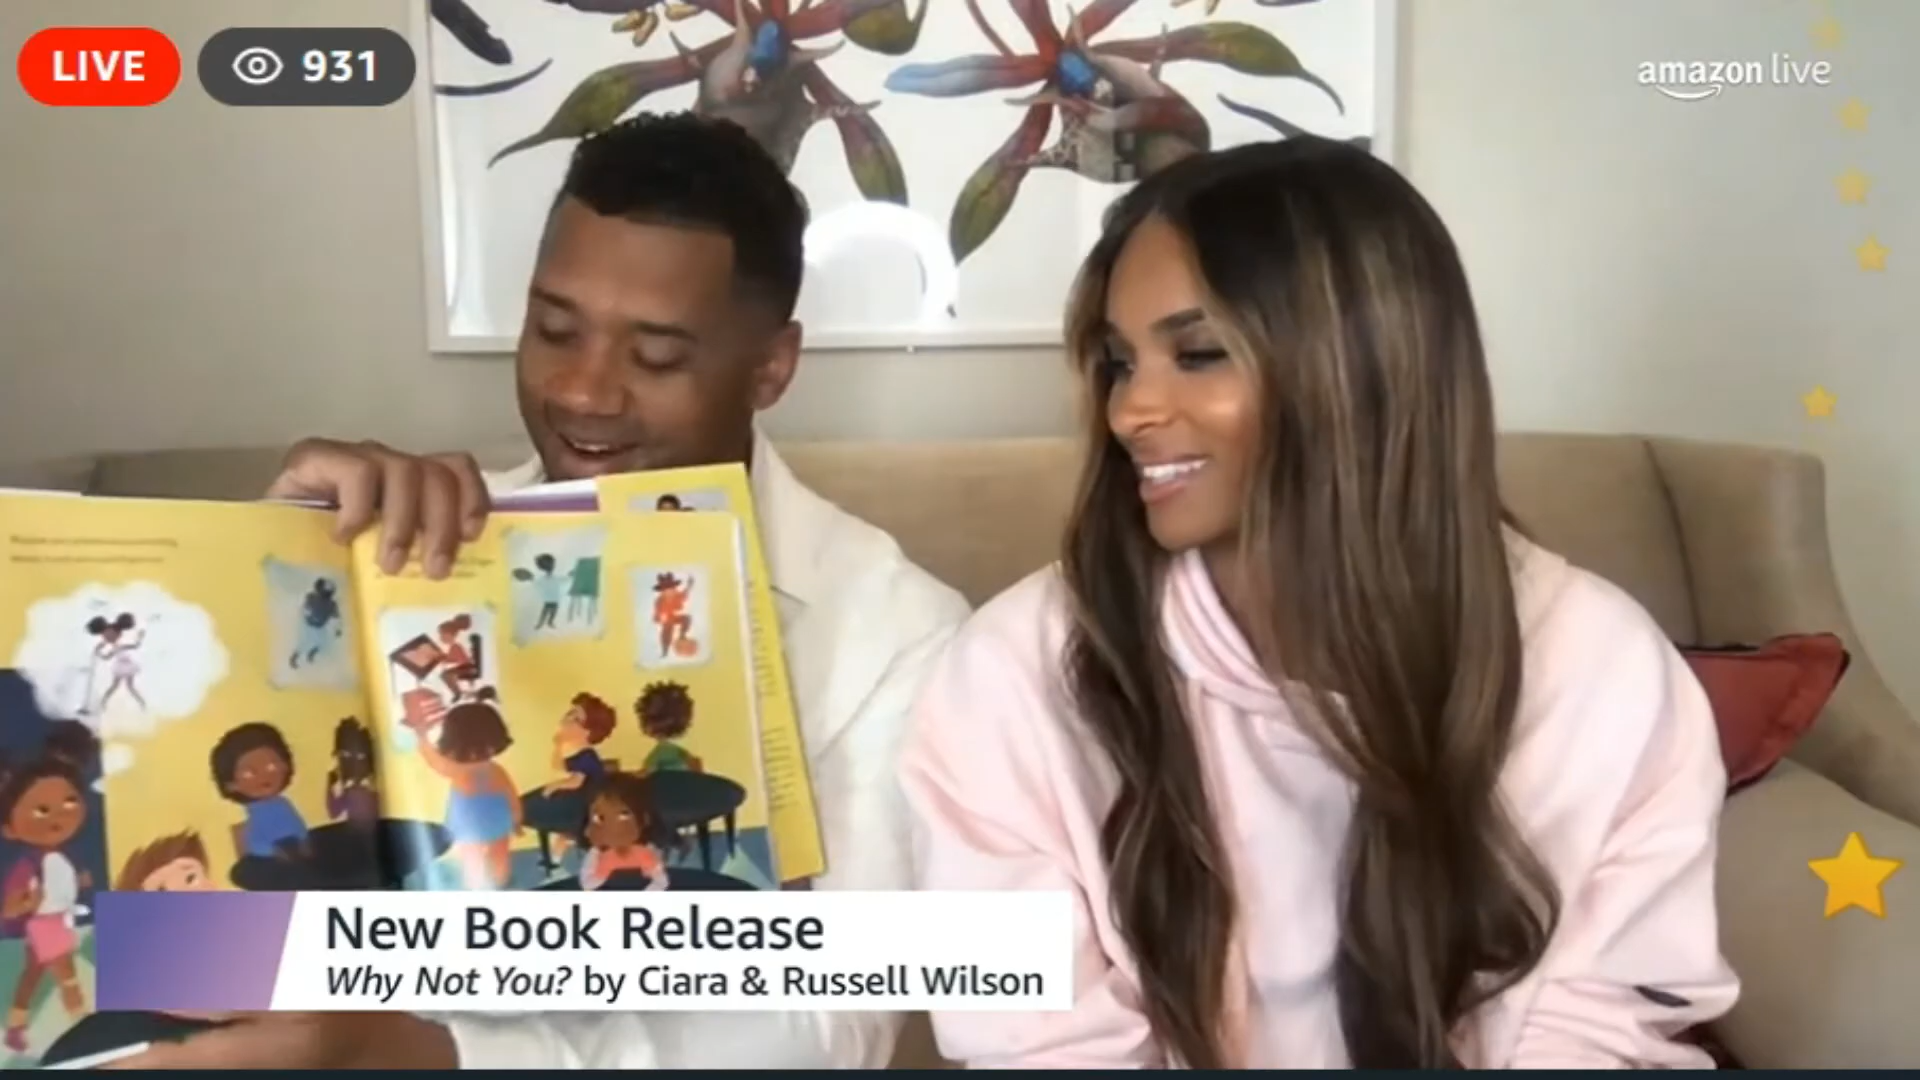 LIVE
931
amazon live
New Book Release
Why Not You? by Ciara & Russell Wilson